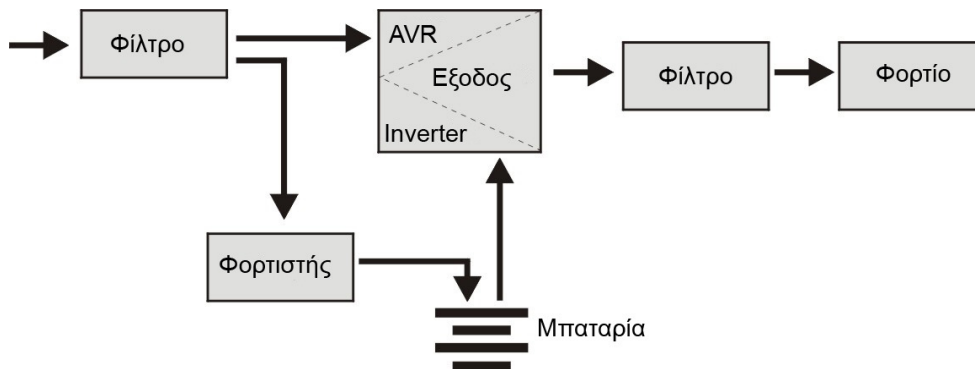 Φίλτρο
AVR
Εξοδος
Inverter
Φίλτρο
Φορτίο
Φορτιστής
Μπαταρία